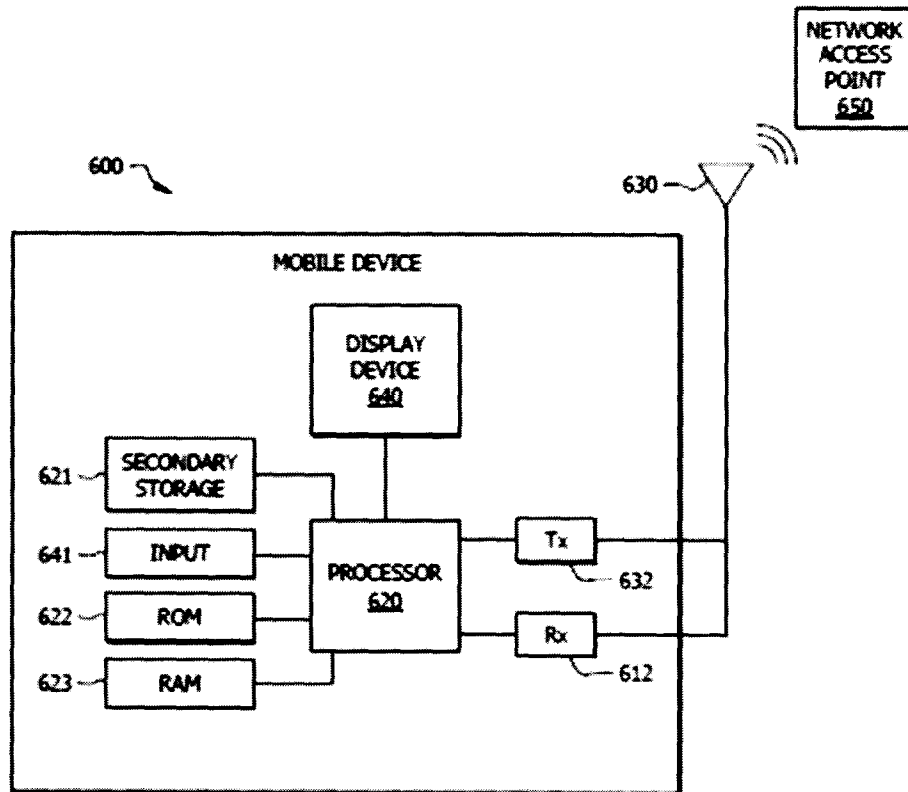 NETWORK
ACCESS
POINT
650
600
630
MOBILE DEVICE
DISPLAY
DEVICE
640
621
SECONDARY
STORAGE
641
INPUT
PROCESSOR
620
Tx
632
622
ROM
Rx
612
623
RAM